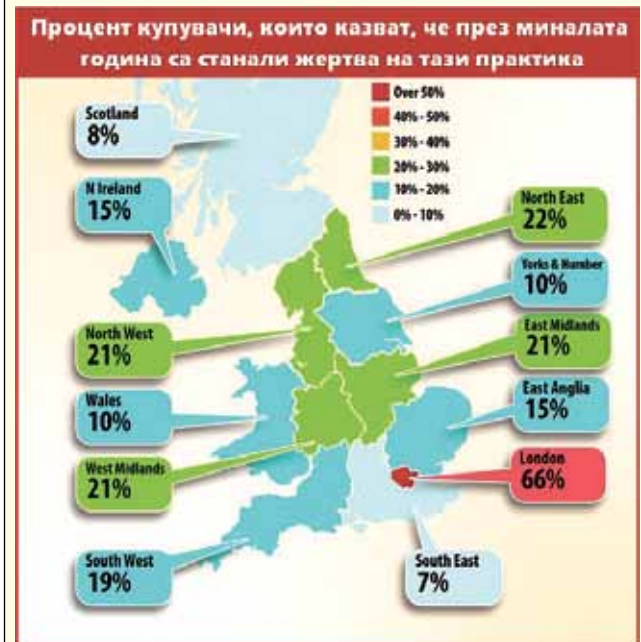 Процент купувачи, които казват, че през миналата
година са станали жертва на тази практика
Over 50%
40% - 50%
30% - 40%
20% - 30%
10% - 20%
0% - 10%
Scotland
8%
N Ireland
15%
North East
22%
Yorks & Humber
10%
North West
21%
East Midlands
21%
Wales
10%
East Anglia
15%
West Midlands
21%
London
66%
South West
19%
South East
7%